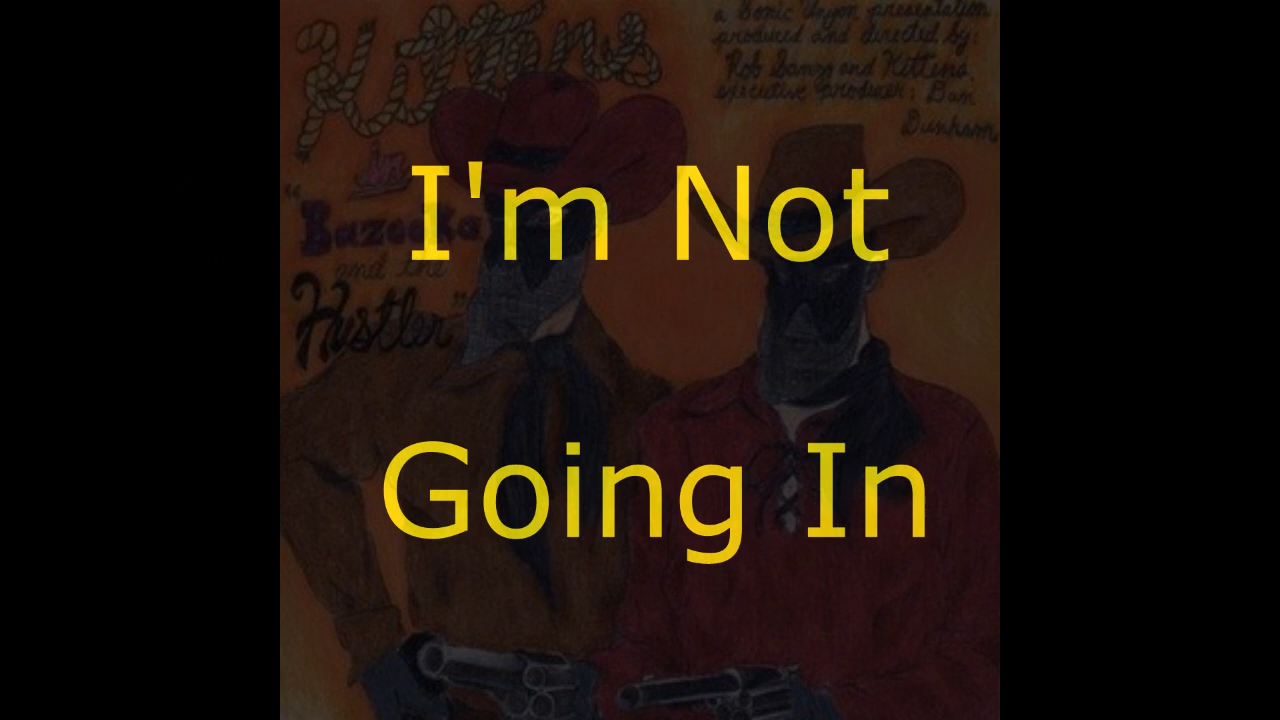 Kittens
a Sonic Unyon presentation
produced and directed by:
Rob Sanzo and Kittens
executive producer: Dan
Dunham
in
I'm Not
"Bazooka
and the
Hustler"
Going In